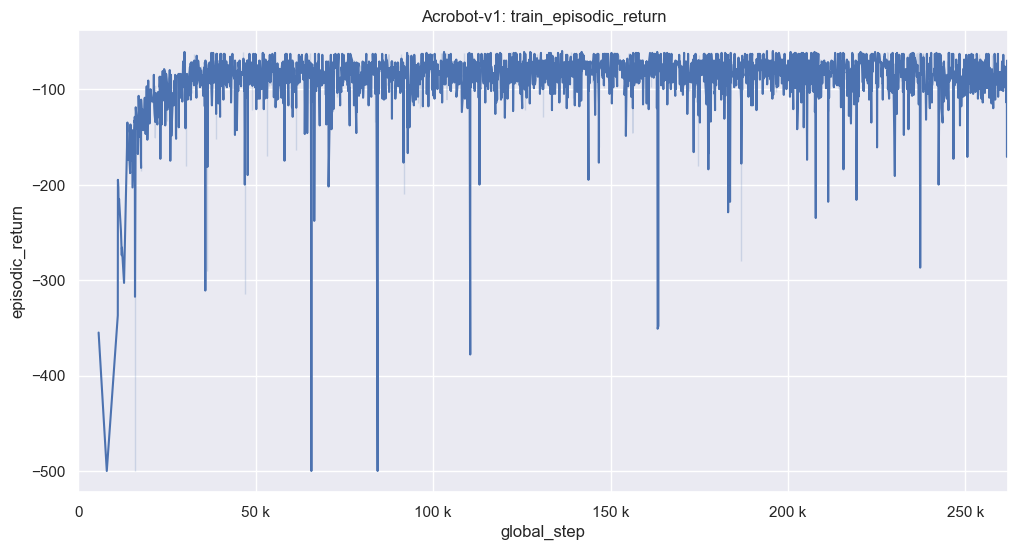 Acrobot-v1: train_episodic_return
episodic_return
−100
−200
−300
−400
−500
0
50 k
100 k
150 k
200 k
250 k
global_step